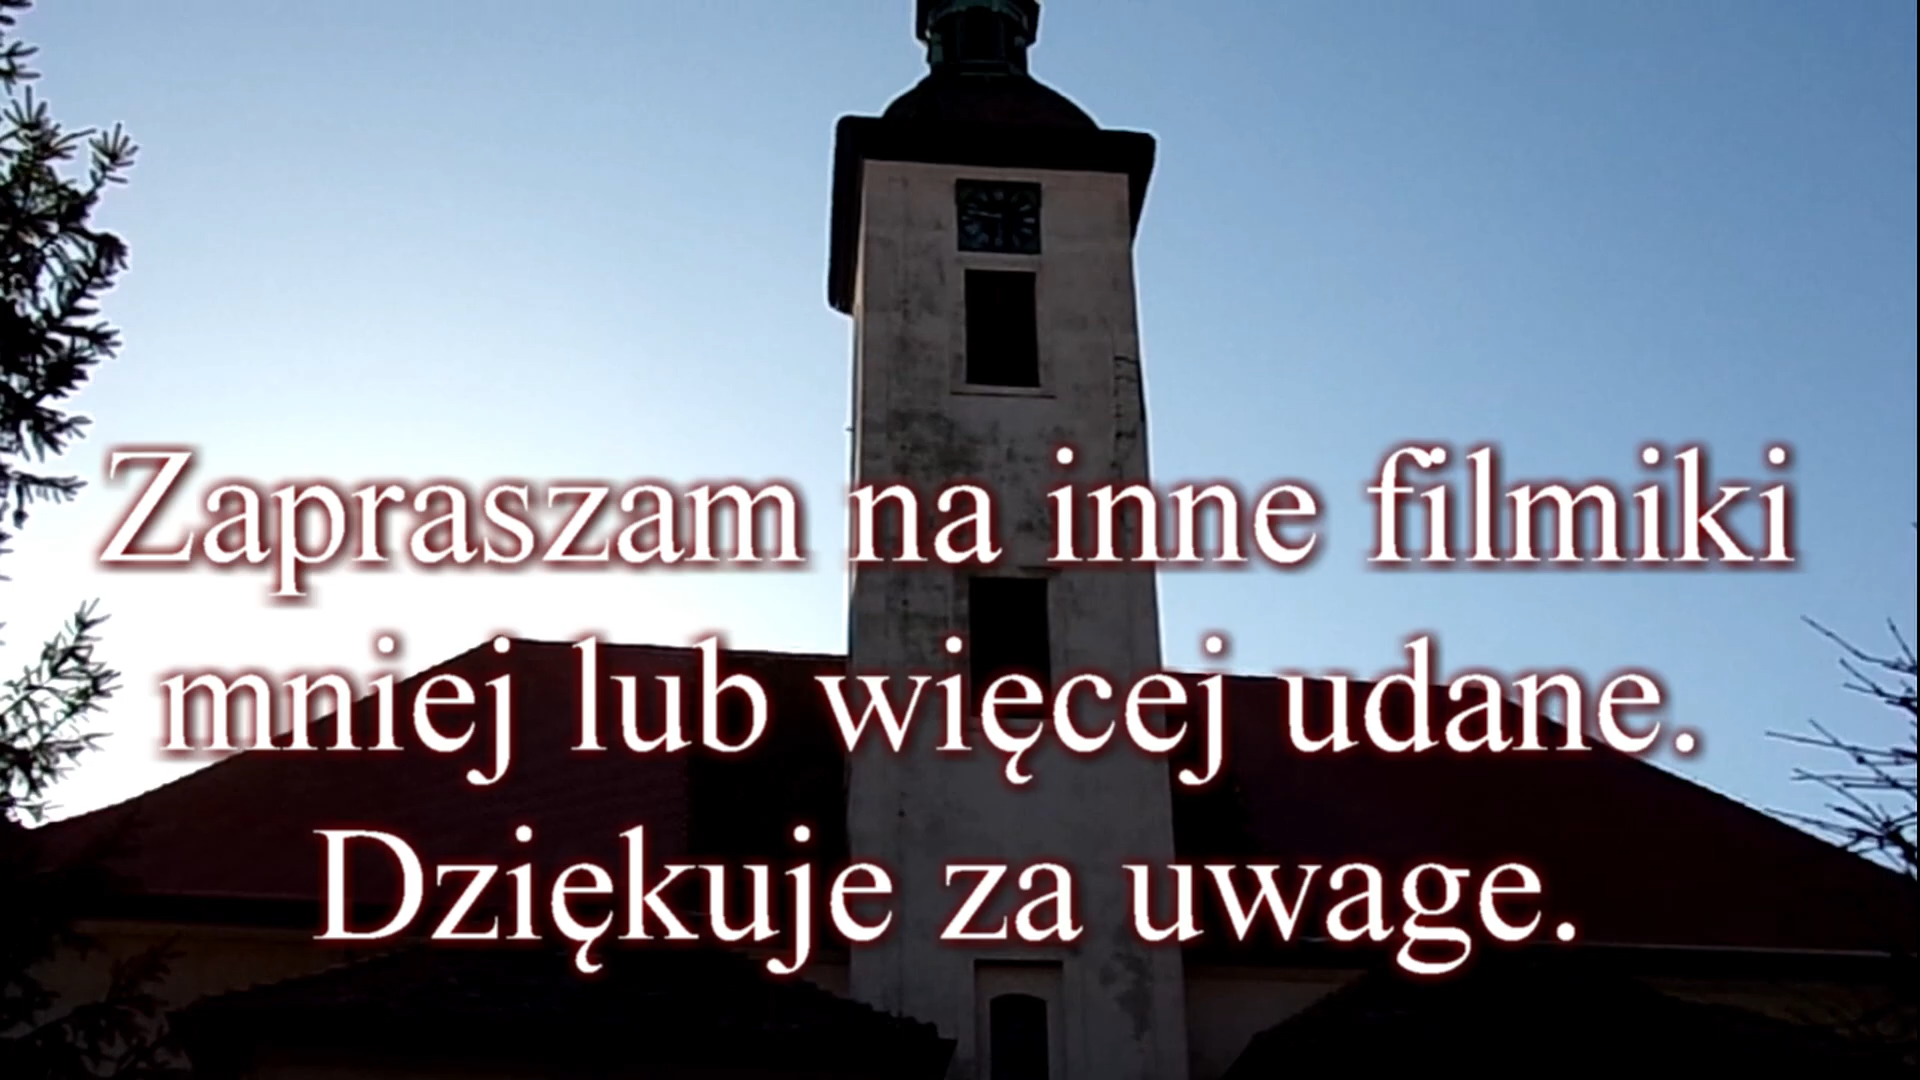 Zapraszam na inne filmiki
mniej lub więcej udane.
Dziękuje za uwage.